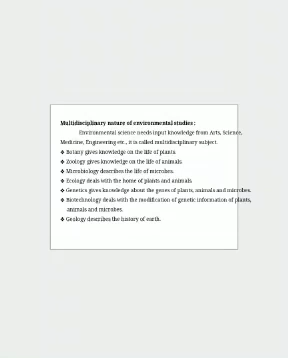 Multidisciplinary nature of environmental studies:
Environmental science needs input knowledge from Arts, Science,
Medicine, Engineering etc., it is called multidisciplinary subject.
❖ Botany gives knowledge on the life of plants.
❖ Zoology gives knowledge on the life of animals.
❖ Microbiology describes the life of microbes.
❖ Ecology deals with the home of plants and animals.
❖ Genetics gives knowledge about the genes of plants, animals and microbes.
❖ Biotechnology deals with the modification of genetic information of plants,
animals and microbes.
❖ Geology describes the history of earth.